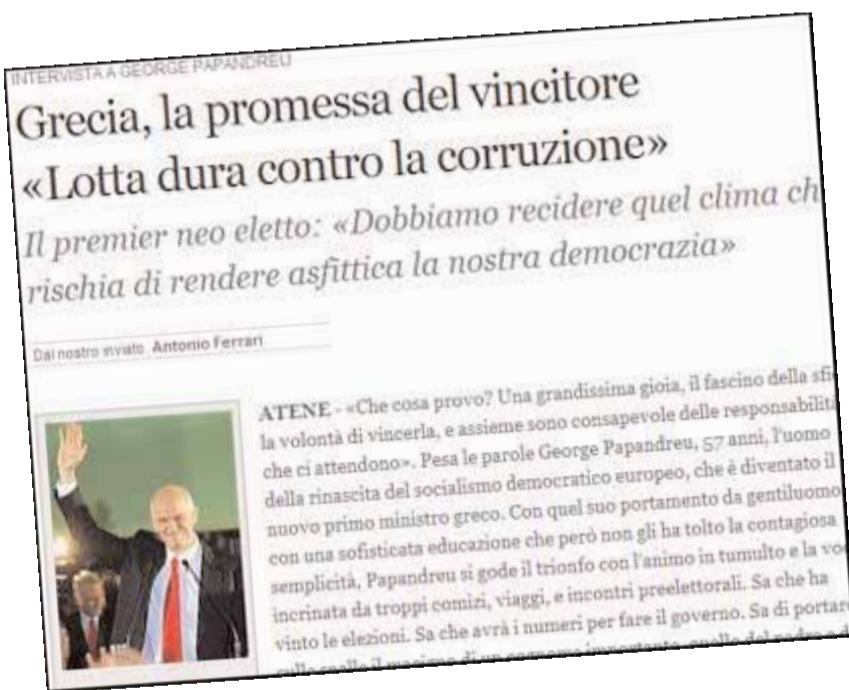 INTERVISTA A GEORGE PAPANDREU
Grecia, la promessa del vincitore
«Lotta dura contro la corruzione»
Il premier neo eletto: «Dobbiamo recidere quel clima ch
rischia di rendere asfittica la nostra democrazia»
Dal nostro inviato Antonio Ferrari
ATENE - «Che cosa provo? Una grandissima gioia, il fascino della sfi
la volontà di vincerla, e assieme sono consapevole delle responsabilità
che ci attendono». Pesa le parole George Papandreu, 57 anni, l'uomo
della rinascita del socialismo democratico europeo, che è diventato il
nuovo primo ministro greco. Con quel suo portamento da gentiluomo
con una sofisticata educazione che però non gli ha tolto la contagiosa
semplicità, Papandreu si gode il trionfo con l'animo in tumulto e la vo
incrinata da troppi comizi, viaggi, e incontri preelettorali. Sa che ha
vinto le elezioni. Sa che avrà i numeri per fare il governo. Sa di portar